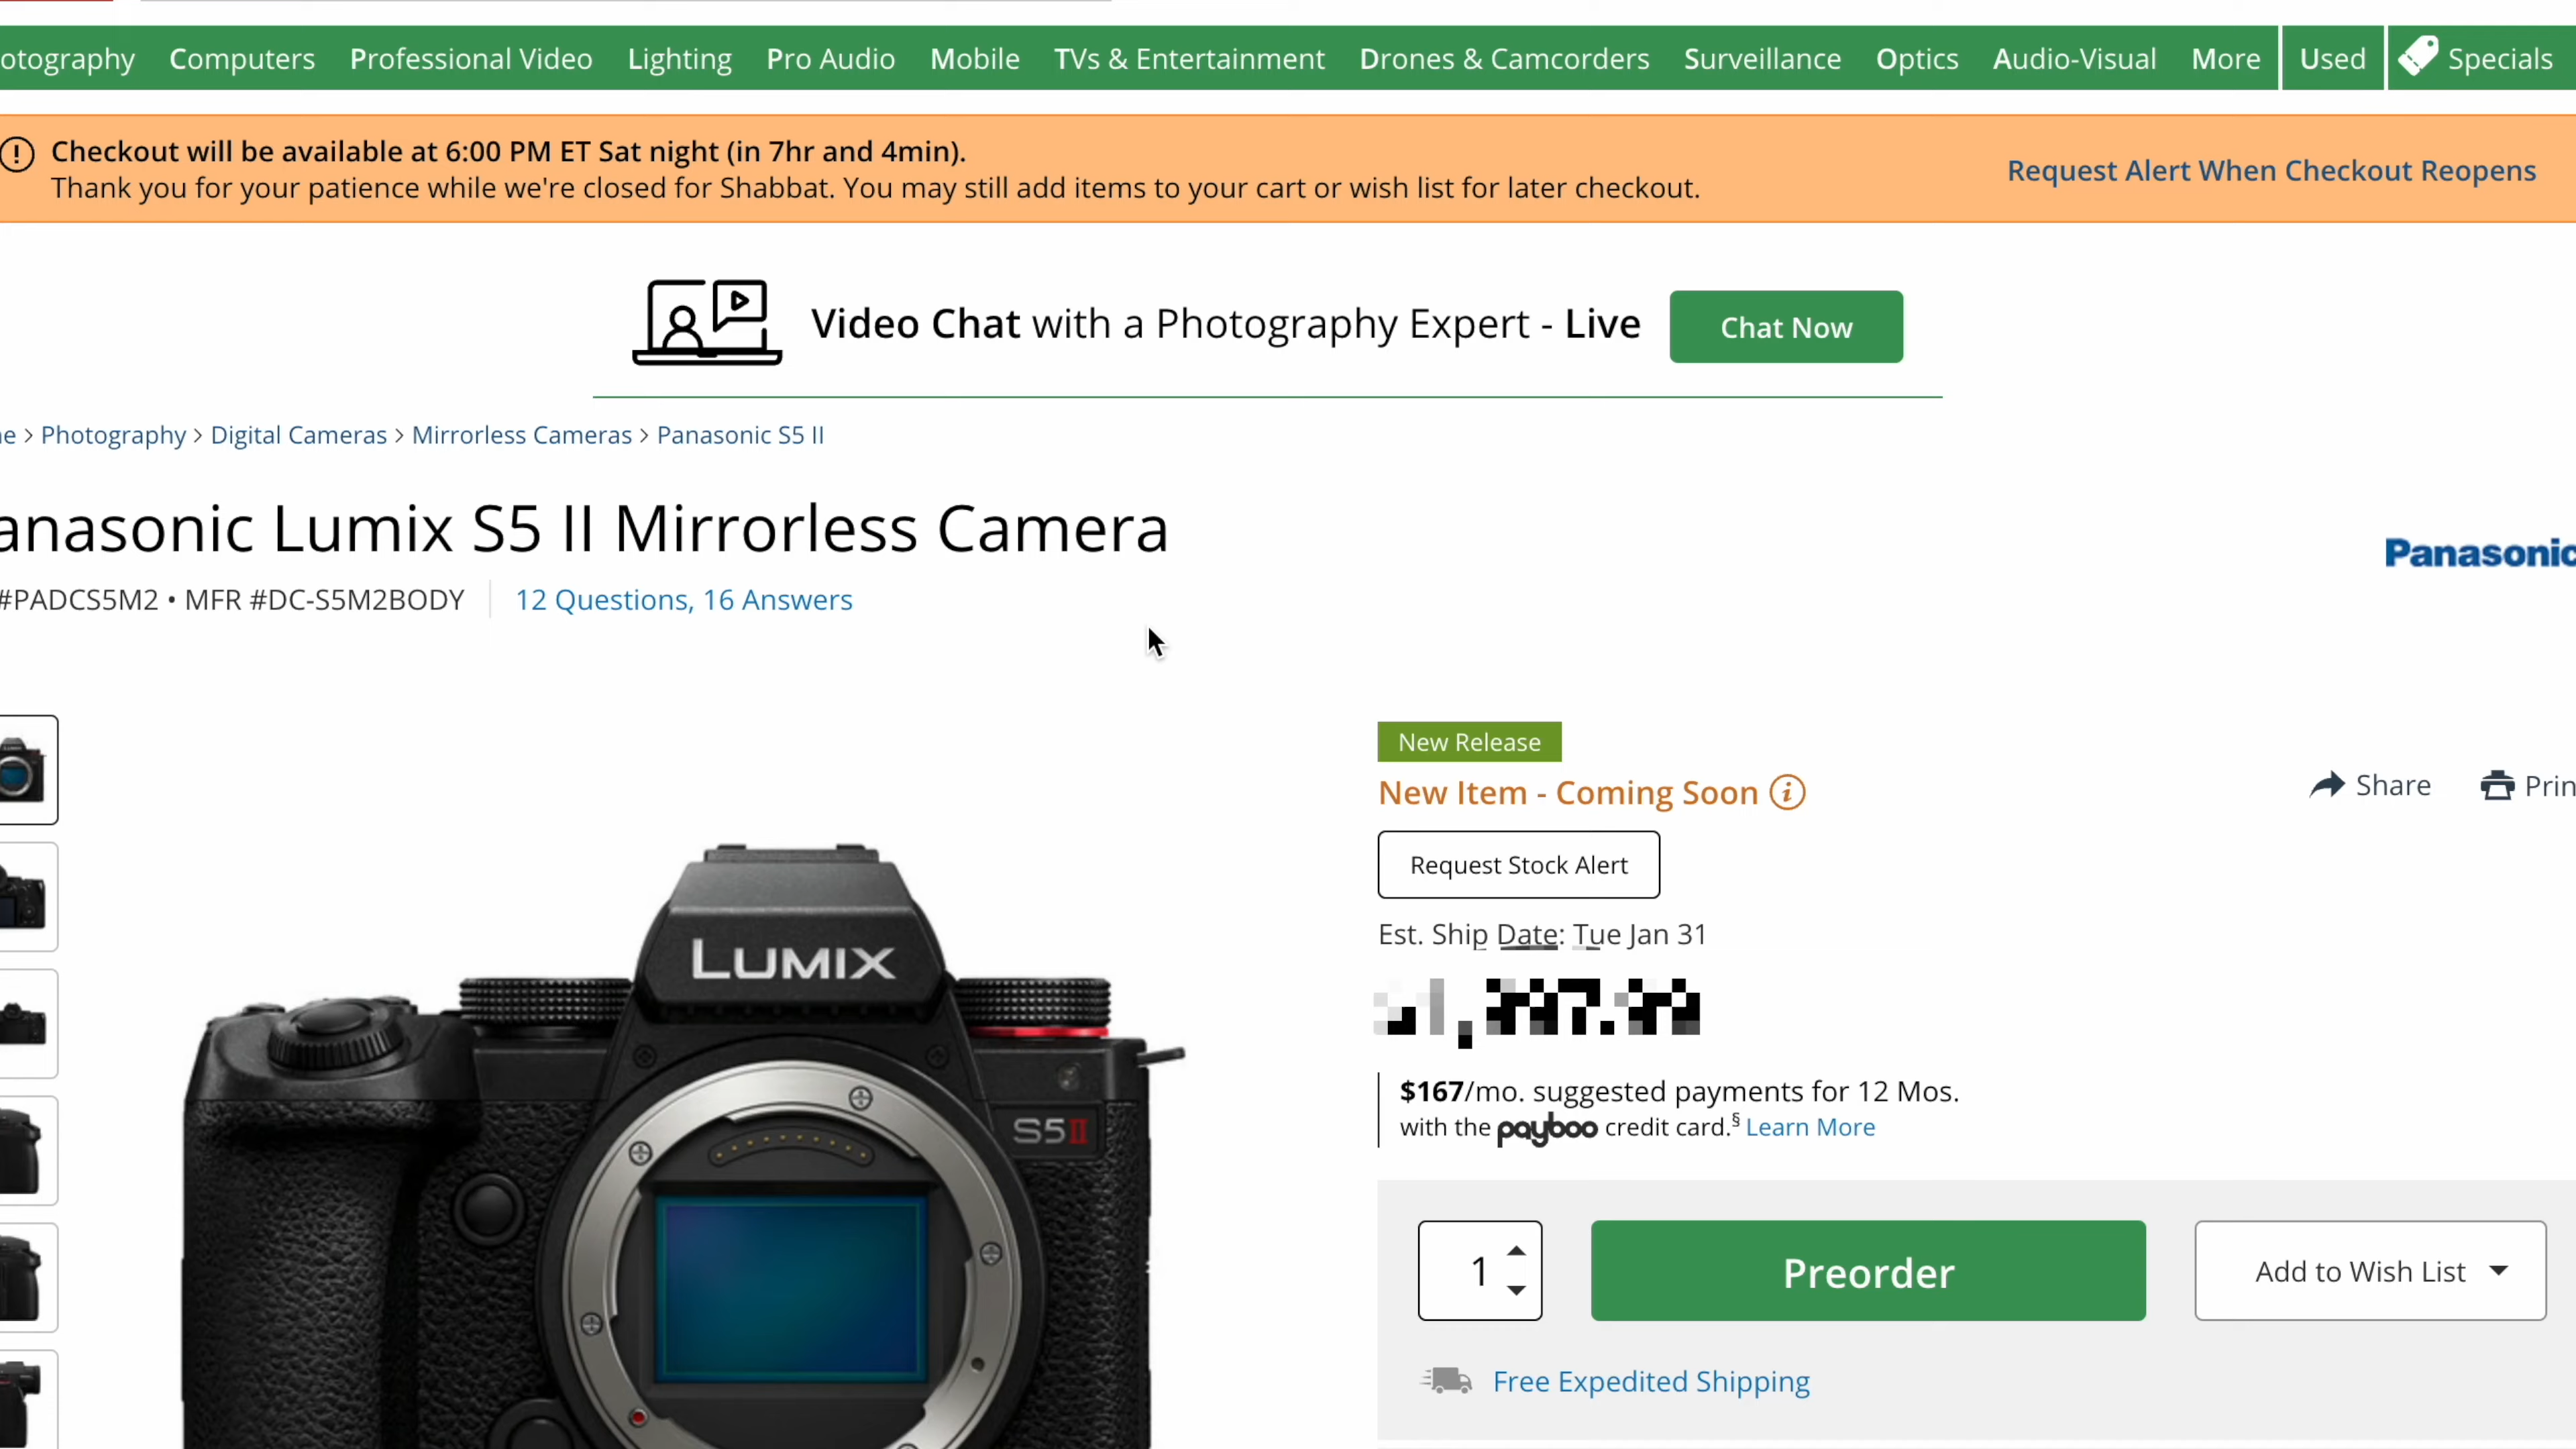 otography Computers Professional Video Lighting Pro Audio Mobile TVs & Entertainment Drones & Camcorders Surveillance Optics Audio-Visual More Used Specials
Checkout will be available at 6:00 PM ET Sat night (in 7hr and 4min).
Thank you for your patience while we're closed for Shabbat. You may still add items to your cart or wish list for later checkout.
Request Alert When Checkout Reopens
Video Chat with a Photography Expert - Live Chat Now
e > Photography > Digital Cameras > Mirrorless Cameras > Panasonic S5 II
anasonic Lumix S5 II Mirrorless Camera
Panasonic
#PADCS5M2 • MFR #DC-S5M2BODY 12 Questions, 16 Answers
New Release
New Item - Coming Soon
Share Prin
Request Stock Alert
Est. Ship Date: Tue Jan 31
LUMIX
S5II
$167/mo. suggested payments for 12 Mos.
with the payboo credit card.§ Learn More
1 Preorder Add to Wish List
Free Expedited Shipping